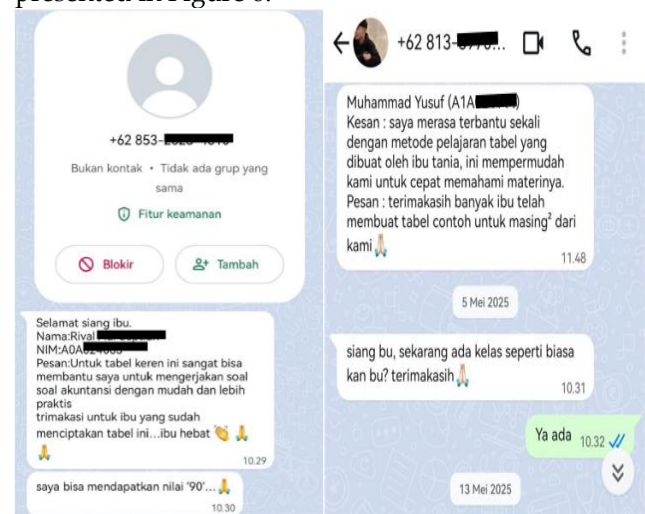 presented in Figure 6.
+62 853-
Bukan kontak • Tidak ada grup yang
sama
Fitur keamanan
Blokir
Tambah
Selamat siang ibu.
Nama:Rival
NIM:A0A
Pesan:Untuk tabel keren ini sangat bisa
membantu saya untuk mengerjakan soal
soal akuntansi dengan mudah dan lebih
praktis
trimakasi untuk ibu yang sudah
menciptakan tabel ini...ibu hebat 👏 🙏
🙏
10.29
saya bisa mendapatkan nilai '90'... 🙏
10.30
+62 813-
Muhammad Yusuf (A1A
Kesan : saya merasa terbantu sekali
dengan metode pelajaran tabel yang
dibuat oleh ibu tania, ini mempermudah
kami untuk cepat memahami materinya.
Pesan : terimakasih banyak ibu telah
membuat tabel contoh untuk masing² dari
kami 🙏🏻
11.48
5 Mei 2025
siang bu, sekarang ada kelas seperti biasa
kan bu? terimakasih 🙏🏻
10.31
Ya ada 10.32
13 Mei 2025